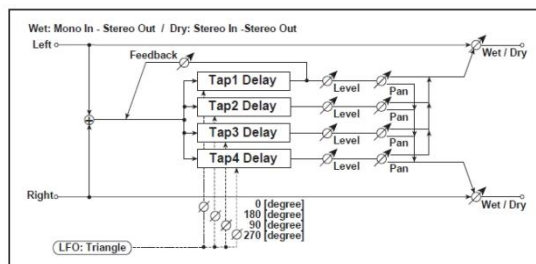 Wet: Mono In - Stereo Out / Dry: Stereo In -Stereo Out
Left
Feedback
Wet / Dry
Tap1 Delay
Level
Pan
Tap2 Delay
Level
Pan
Tap3 Delay
Level
Pan
Tap4 Delay
Level
Pan
Right
Wet / Dry
0 [degree]
180 [degree]
90 [degree]
270 [degree]
LFO: Triangle